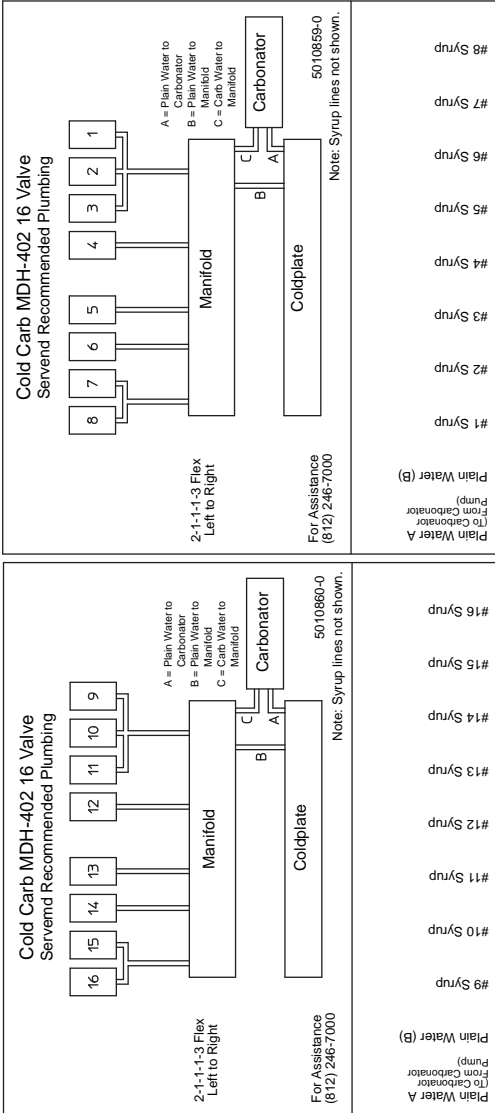 Cold Carb MDH-402 16 Valve
Servend Recommended Plumbing
8
7
6
5
4
3
2
1
2-1-1-1-3 Flex
Left to Right
A = Plain Water to
Carbonator
B = Plain Water to
Manifold
C = Carb Water to
Manifold
Manifold
C
B
A
Carbonator
Coldplate
For Assistance
(812) 246-7000
5010859-0
Note: Syrup lines not shown.
Plain Water A
(To Carbonator
From Carbonator
Pump)
Plain Water (B)
#1 Syrup
#2 Syrup
#3 Syrup
#4 Syrup
#5 Syrup
#6 Syrup
#7 Syrup
#8 Syrup
Cold Carb MDH-402 16 Valve
Servemd Recommended Plumbing
16
15
14
13
12
11
10
9
2-1-1-1-3 Flex
Left to Right
A = Plain Water to
Carbonator
B = Plain Water to
Manifold
C = Carb Water to
Manifold
Manifold
C
B
A
Carbonator
Coldplate
For Assistance
(812) 246-7000
5010860-0
Note: Syrup lines not shown.
Plain Water A
(To Carbonator
From Carbonator
Pump)
Plain Water (B)
#9 Syrup
#10 Syrup
#11 Syrup
#12 Syrup
#13 Syrup
#14 Syrup
#15 Syrup
#16 Syrup